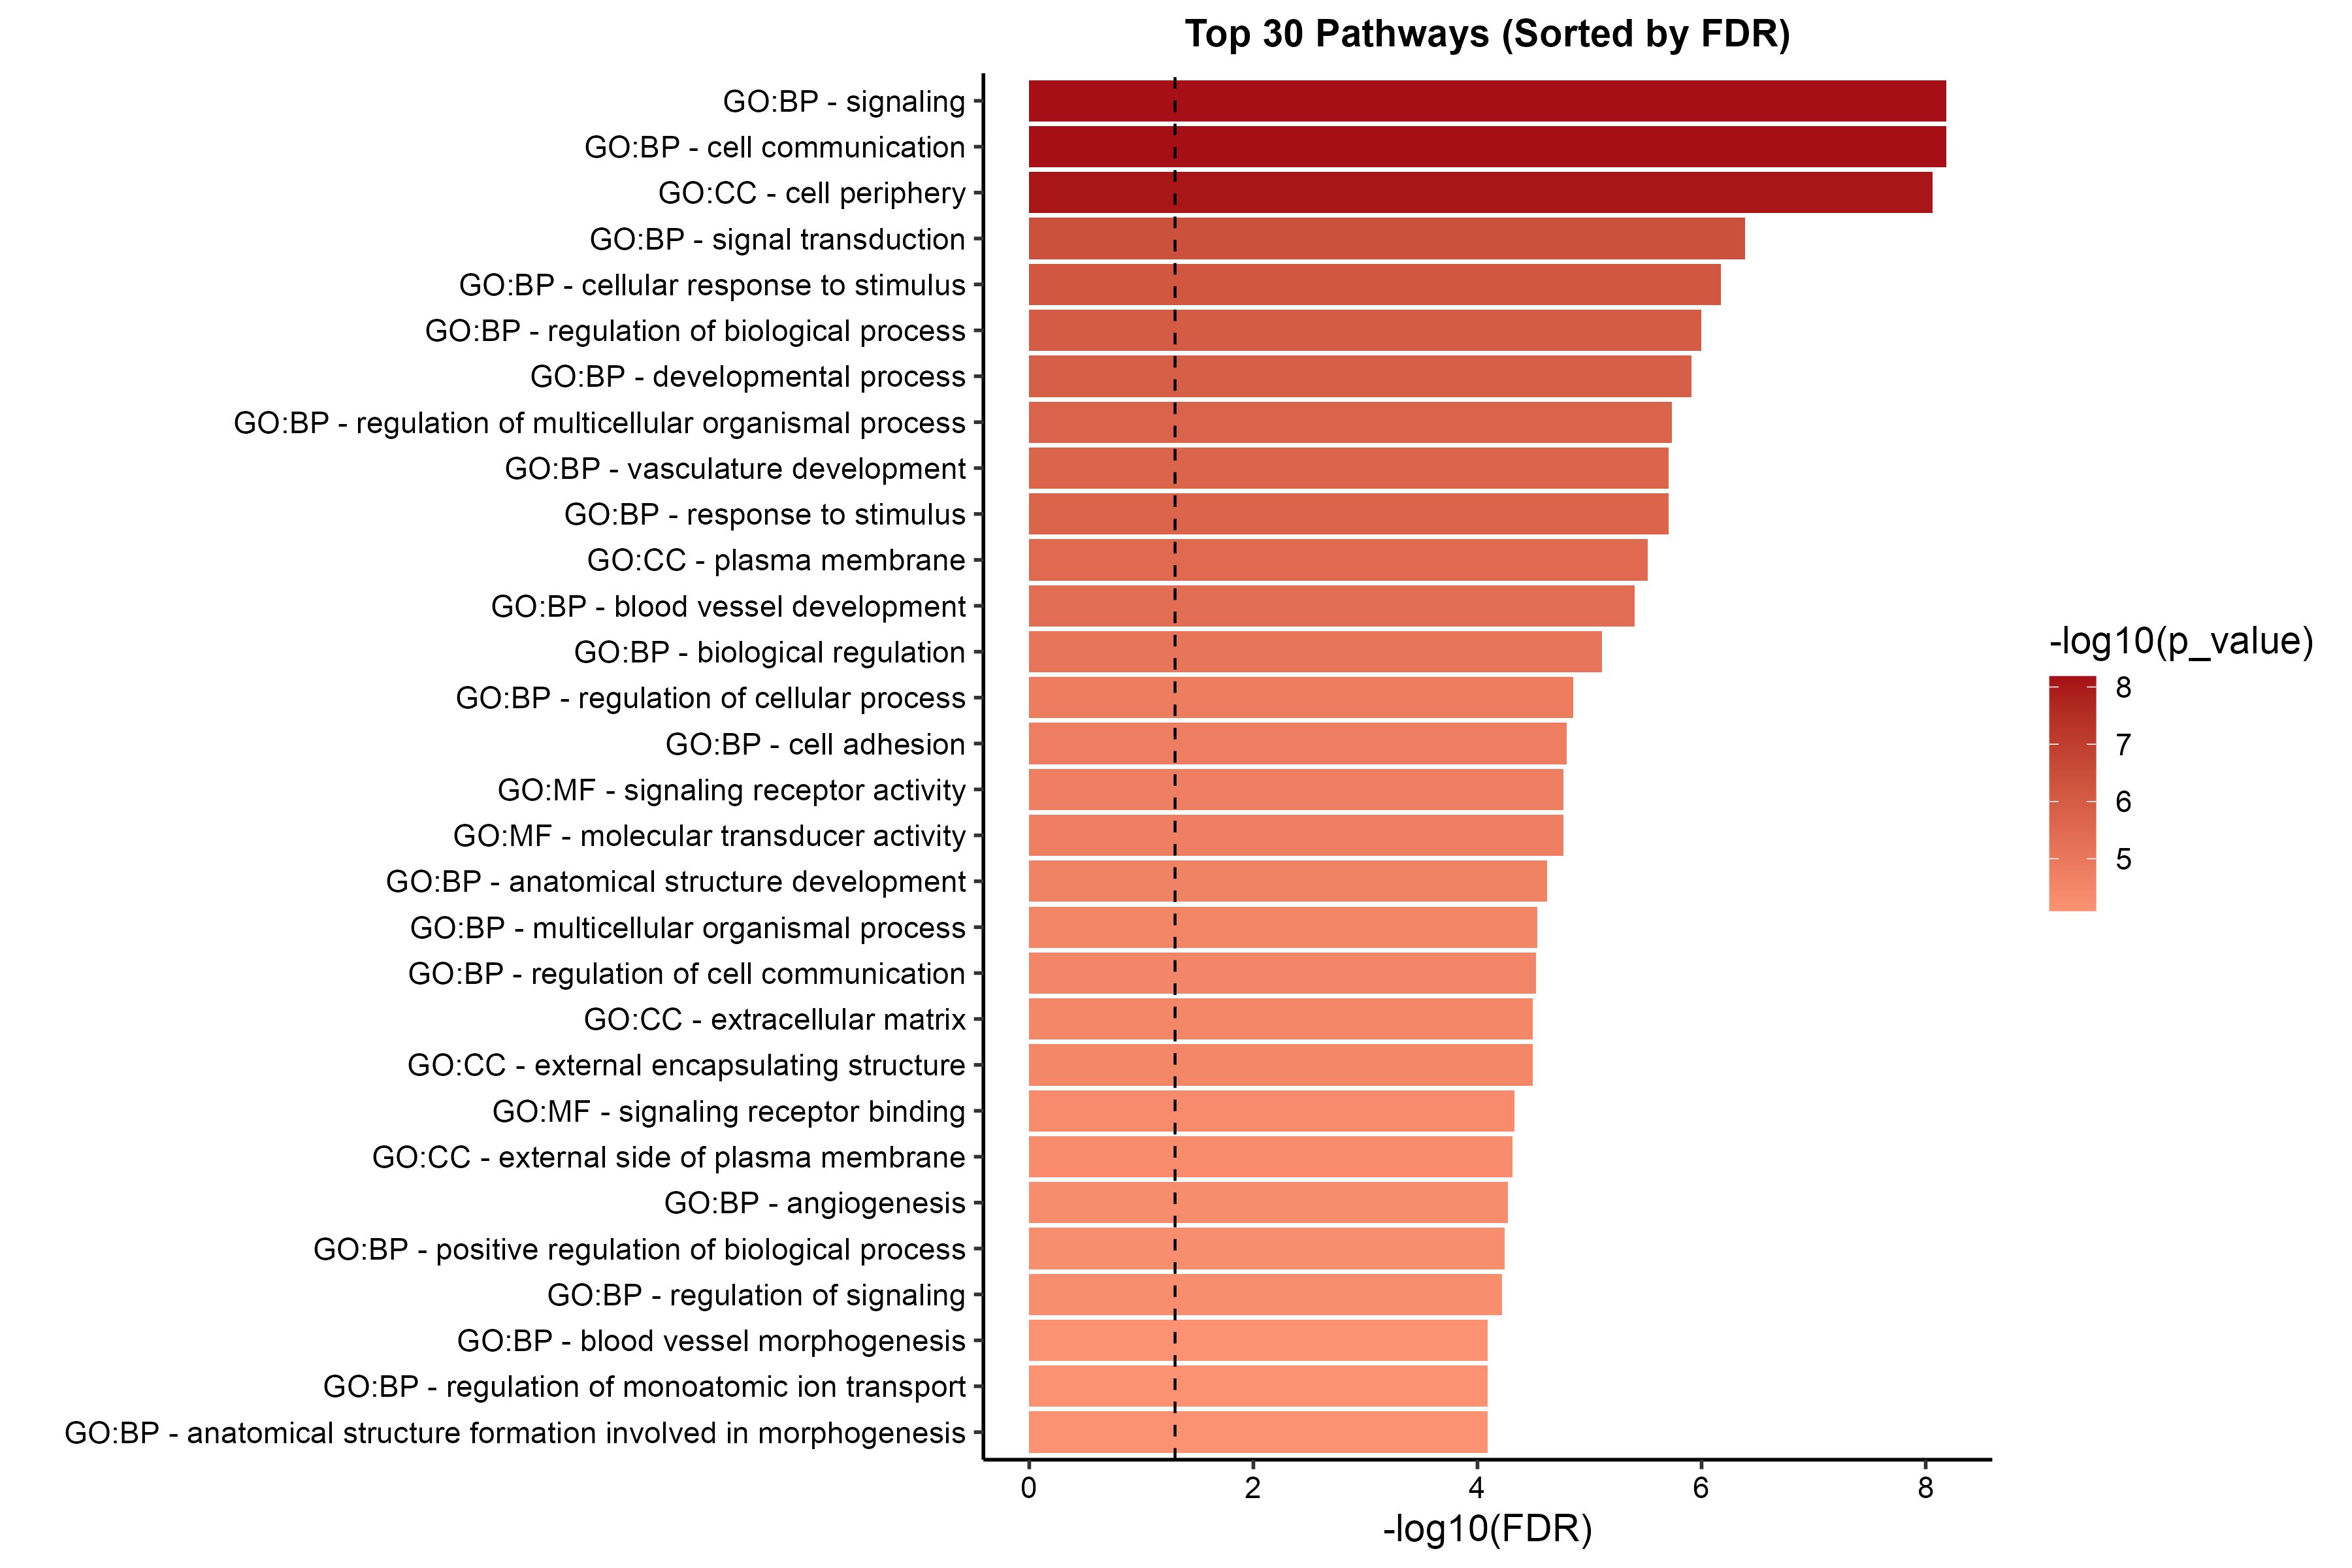 Top 30 Pathways (Sorted by FDR)
GO:BP - signaling
GO:BP - cell communication
GO:CC - cell periphery
GO:BP - signal transduction
GO:BP - cellular response to stimulus
GO:BP - regulation of biological process
GO:BP - developmental process
GO:BP - regulation of multicellular organismal process
GO:BP - vasculature development
GO:BP - response to stimulus
GO:CC - plasma membrane
GO:BP - blood vessel development
GO:BP - biological regulation
GO:BP - regulation of cellular process
GO:BP - cell adhesion
GO:MF - signaling receptor activity
GO:MF - molecular transducer activity
GO:BP - anatomical structure development
GO:BP - multicellular organismal process
GO:BP - regulation of cell communication
GO:CC - extracellular matrix
GO:CC - external encapsulating structure
GO:MF - signaling receptor binding
GO:CC - external side of plasma membrane
GO:BP - angiogenesis
GO:BP - positive regulation of biological process
GO:BP - regulation of signaling
GO:BP - blood vessel morphogenesis
GO:BP - regulation of monoatomic ion transport
GO:BP - anatomical structure formation involved in morphogenesis
0 2 4 6 8
-log10(FDR)
-log10(p_value)
8
7
6
5